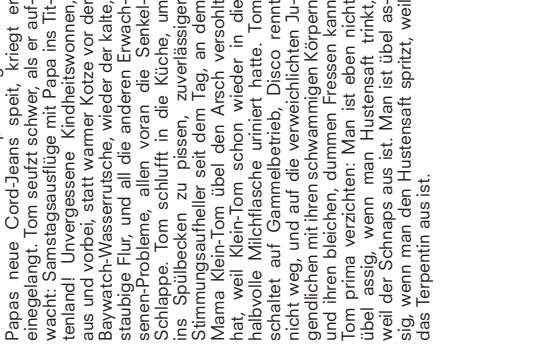 Papas neue Cord-Jeans speit, kriegt er
eingelangt. Tom seufzt schwer, als er auf-
wacht: Samstagsausflüge mit Papa ins Tit-
tenland! Unvergessene Kindheitswonnen,
aus und vorbei, statt warmer Kotze vor der
Baywatch-Wasserrutsche, wieder der kalte,
staubige Flur, und all die anderen Erwach-
senen-Probleme, allen voran die Senkel-
Schlappe. Tom schlufft in die Küche, um
ins Spülbecken zu pissen, zuverlässiger
Stimmungsaufheller seit dem Tag, an dem
Mama Klein-Tom über den Arsch versohlt
hat, weil Klein-Tom schon wieder in die
halbvolle Milchflasche uriniert hatte. Tom
schaltet auf Gammelbetrieb, Disco rennt
nicht weg, und auf die verweichlichten Ju-
gendlichen mit ihren schwammigen Körpern
und ihren bleichen, dummen Fressen kann
Tom prima verzichten: Man ist eben nicht
übel assig, wenn man Hustensaft trinkt,
weil der Schnaps aus ist. Man ist übel as-
sig, wenn man den Hustensaft spritzt, weil
das Terpentin aus ist.